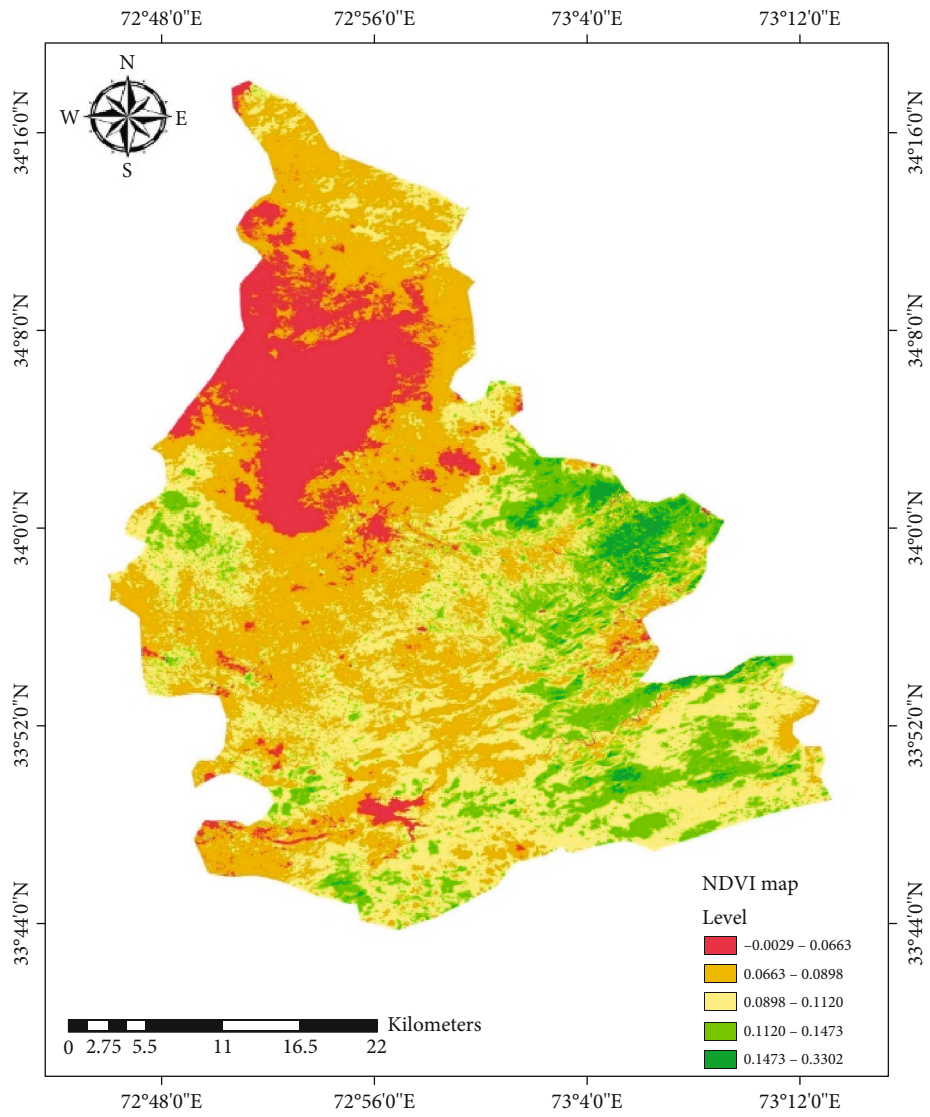 72°48'0"E 72°56'0"E 73°4'0"E 73°12'0"E
N
W E
S
34°16'0"N 34°16'0"N
34°8'0"N 34°8'0"N
34°0'0"N 34°0'0"N
33°52'0"N 33°52'0"N
33°44'0"N 33°44'0"N
NDVI map
Level
–0.0029 – 0.0663
0.0663 – 0.0898
0.0898 – 0.1120
0.1120 – 0.1473
0.1473 – 0.3302
Kilometers
0 2.75 5.5 11 16.5 22
72°48'0"E 72°56'0"E 73°4'0"E 73°12'0"E